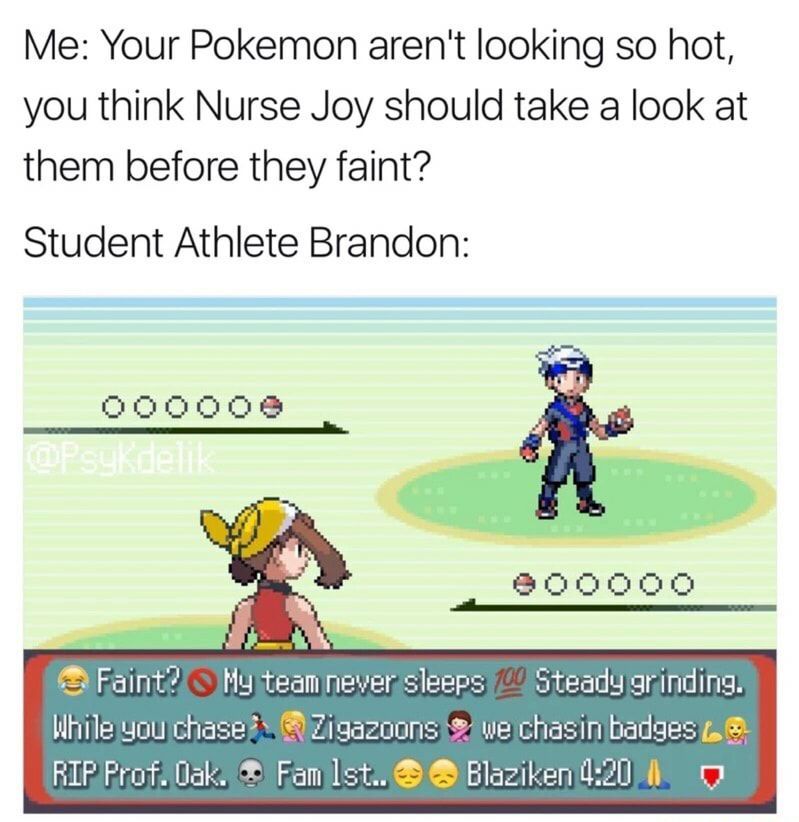 Me: Your Pokemon aren't looking so hot,
you think Nurse Joy should take a look at
them before they faint?
Student Athlete Brandon:
@PsyKdelik
😂 Faint? 🚫 My team never sleeps 💯 Steady grinding.
While you chase 🏃 🤣 Zigazoons 🙅 we chasin badges 💪 👩
RIP Prof. Oak. 💀 Fam 1st.. 😔 😞 Blaziken 4:20 🙏